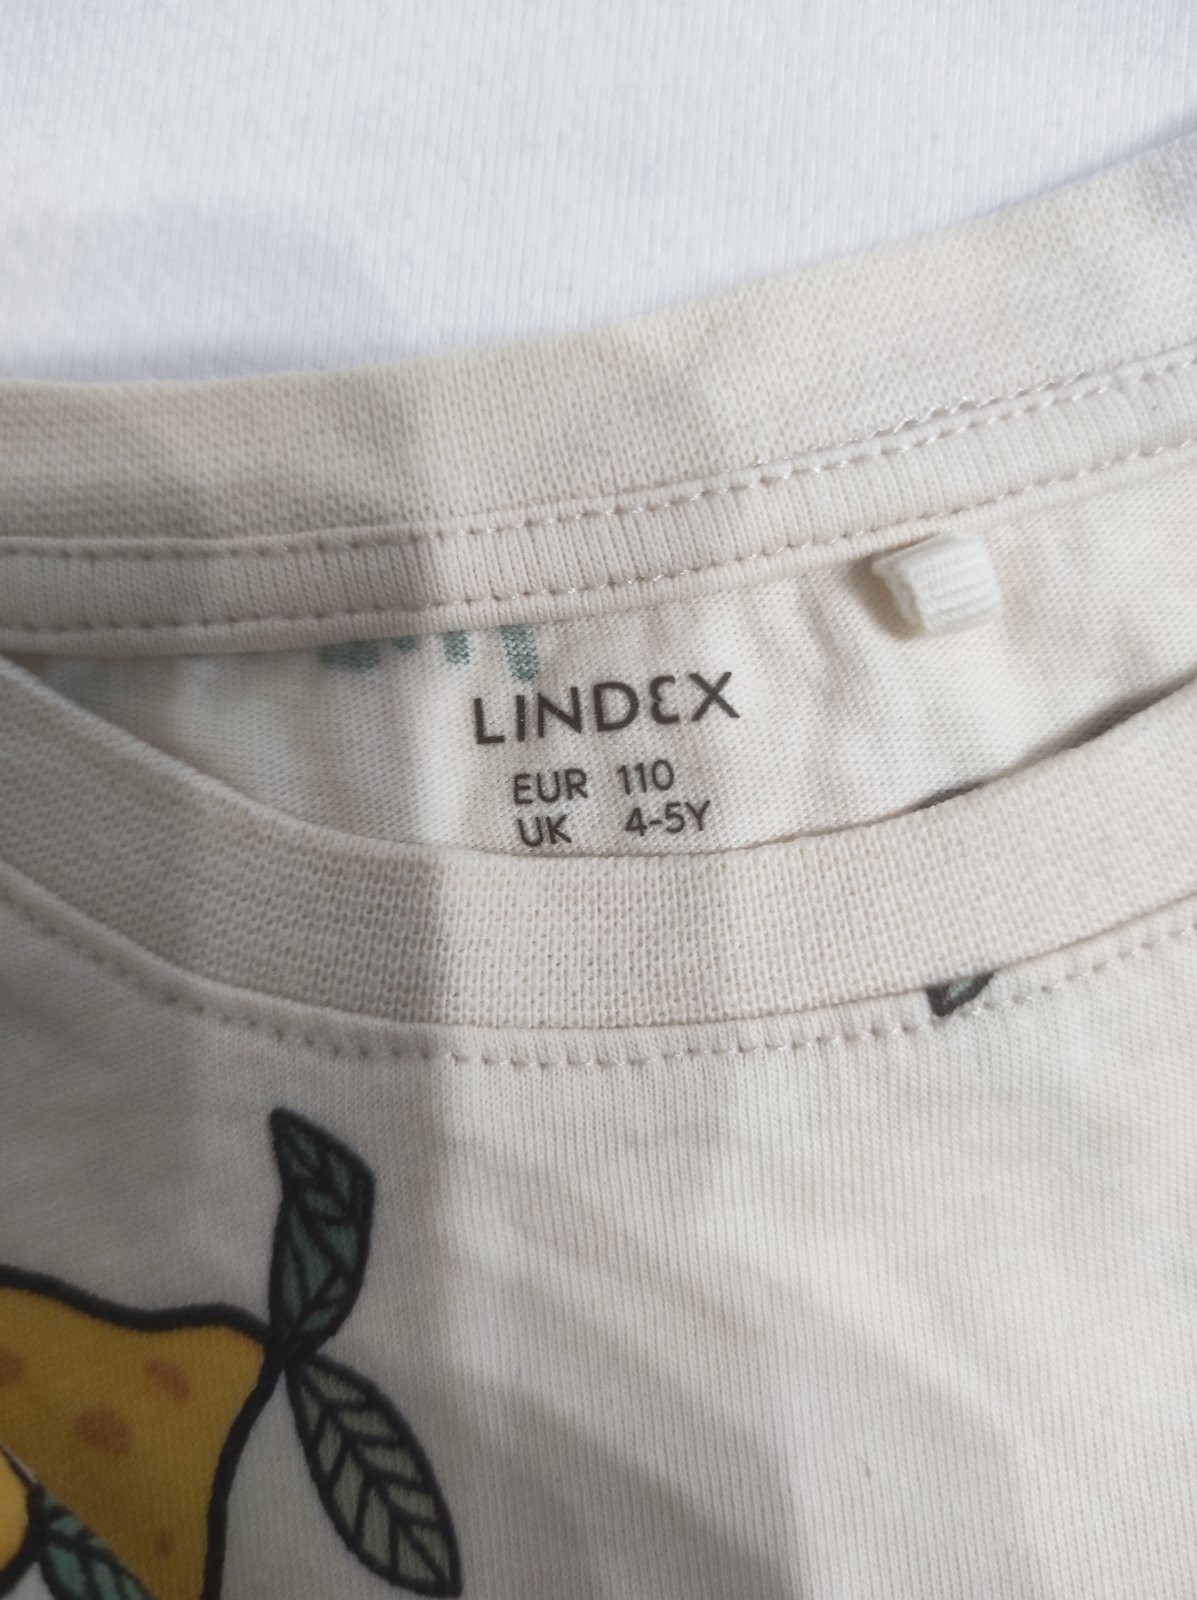 LINDEX
EUR 110
UK 4-5Y